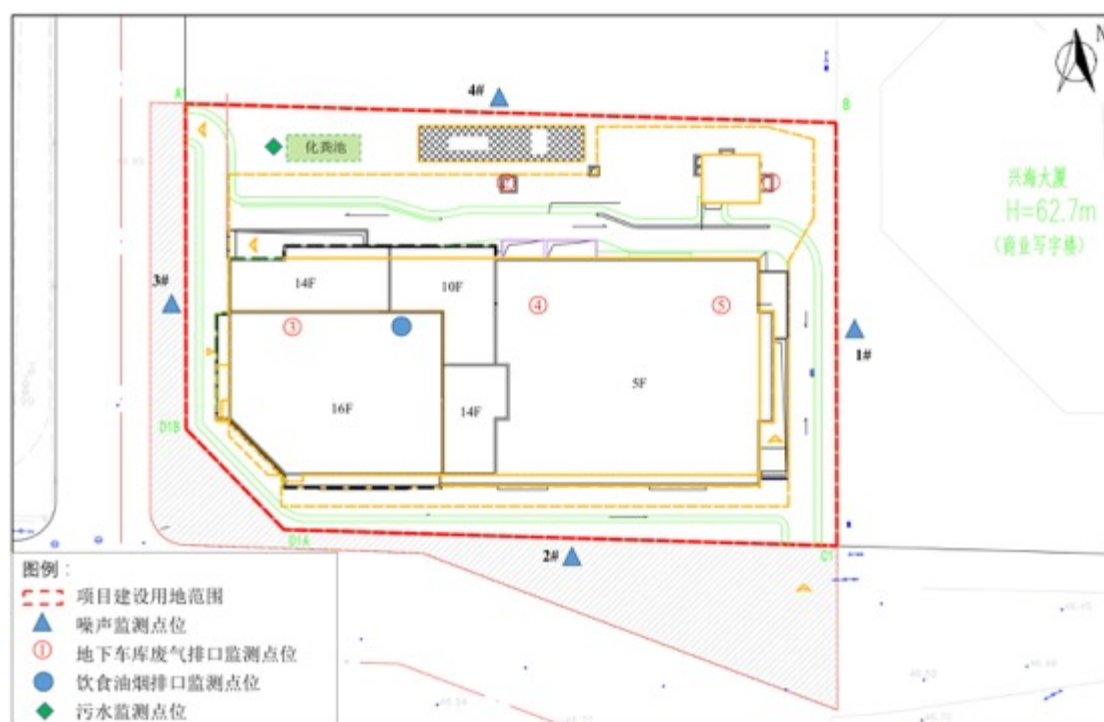 N
4#
A
B
化粪池
兴海大厦
H=62.7m
(商业写字楼)
①
3#
14F
10F
③
④
⑤
1#
16F
14F
5F
D1B
D1A
2#
C1
图例：
项目建设用地范围
噪声监测点位
① 地下车库废气排口监测点位
饮食油烟排口监测点位
污水监测点位